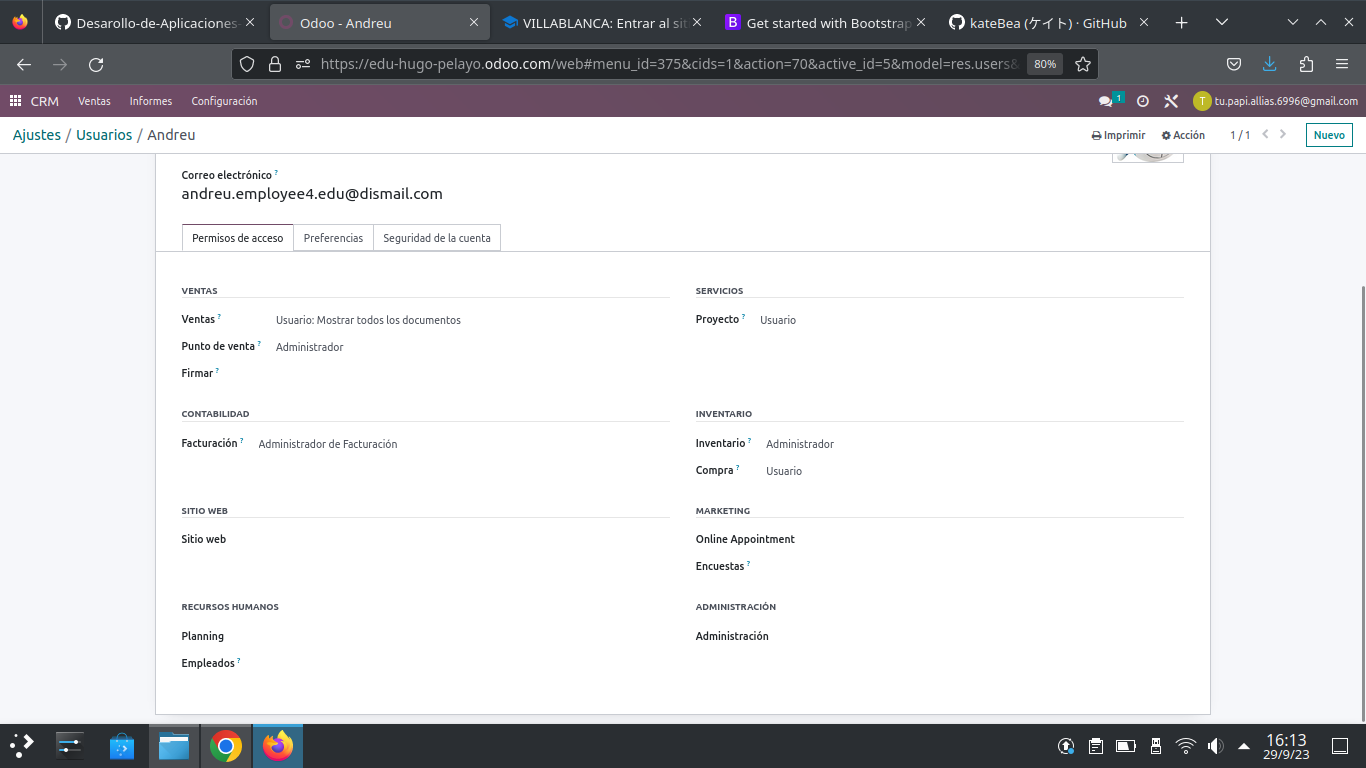 Desarollo-de-Aplicaciones-
Odoo - Andreu
VILLABLANCA: Entrar al sit
B Get started with Bootstrap
kateBea (ケイト) · GitHub
https://edu-hugo-pelayo.odoo.com/web#menu_id=375&cids=1&action=70&active_id=5&model=res.users&
80%
CRM Ventas Informes Configuración
1
T tu.papi.allias.6996@gmail.com
Ajustes / Usuarios / Andreu
Imprimir Acción 1 / 1 Nuevo
Correo electrónico ?
andreu.employee4.edu@dismail.com
Permisos de acceso Preferencias Seguridad de la cuenta
VENTAS
Ventas ? Usuario: Mostrar todos los documentos
Punto de venta ? Administrador
Firmar ?
SERVICIOS
Proyecto ? Usuario
CONTABILIDAD
Facturación ? Administrador de Facturación
INVENTARIO
Inventario ? Administrador
Compra ? Usuario
SITIO WEB
Sitio web
MARKETING
Online Appointment
Encuestas ?
RECURSOS HUMANOS
Planning
Empleados ?
ADMINISTRACIÓN
Administración
16:13
29/9/23